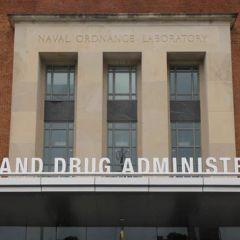 NAVAL ORDNANCE LABORATORY
AND DRUG ADMINIST